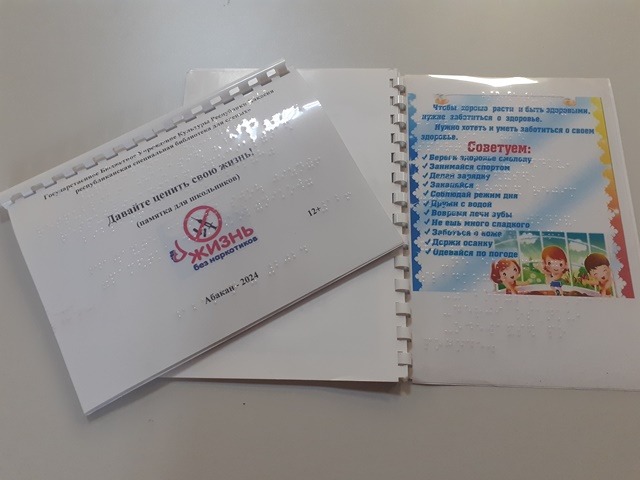 Государственное Бюджетное Учреждение Культуры Республики Хакасия
республиканская специальная библиотека для слепых
Давайте ценить свою жизнь!
(памятка для школьников)
12+
ЖИЗНЬ
без наркотиков
Абакан - 2024
Чтобы хорошо расти и быть здоровыми,
нужно заботиться о здоровье.
Нужно хотеть и уметь заботиться о своем
здоровье.
Советуем:
Береги здоровье смолоду
Занимайся спортом
Делай зарядку
Закаляйся
Соблюдай режим дня
Дружи с водой
Вовремя лечи зубы
Не ешь много сладкого
Заботься о коже
Держи осанку
Одевайся по погоде